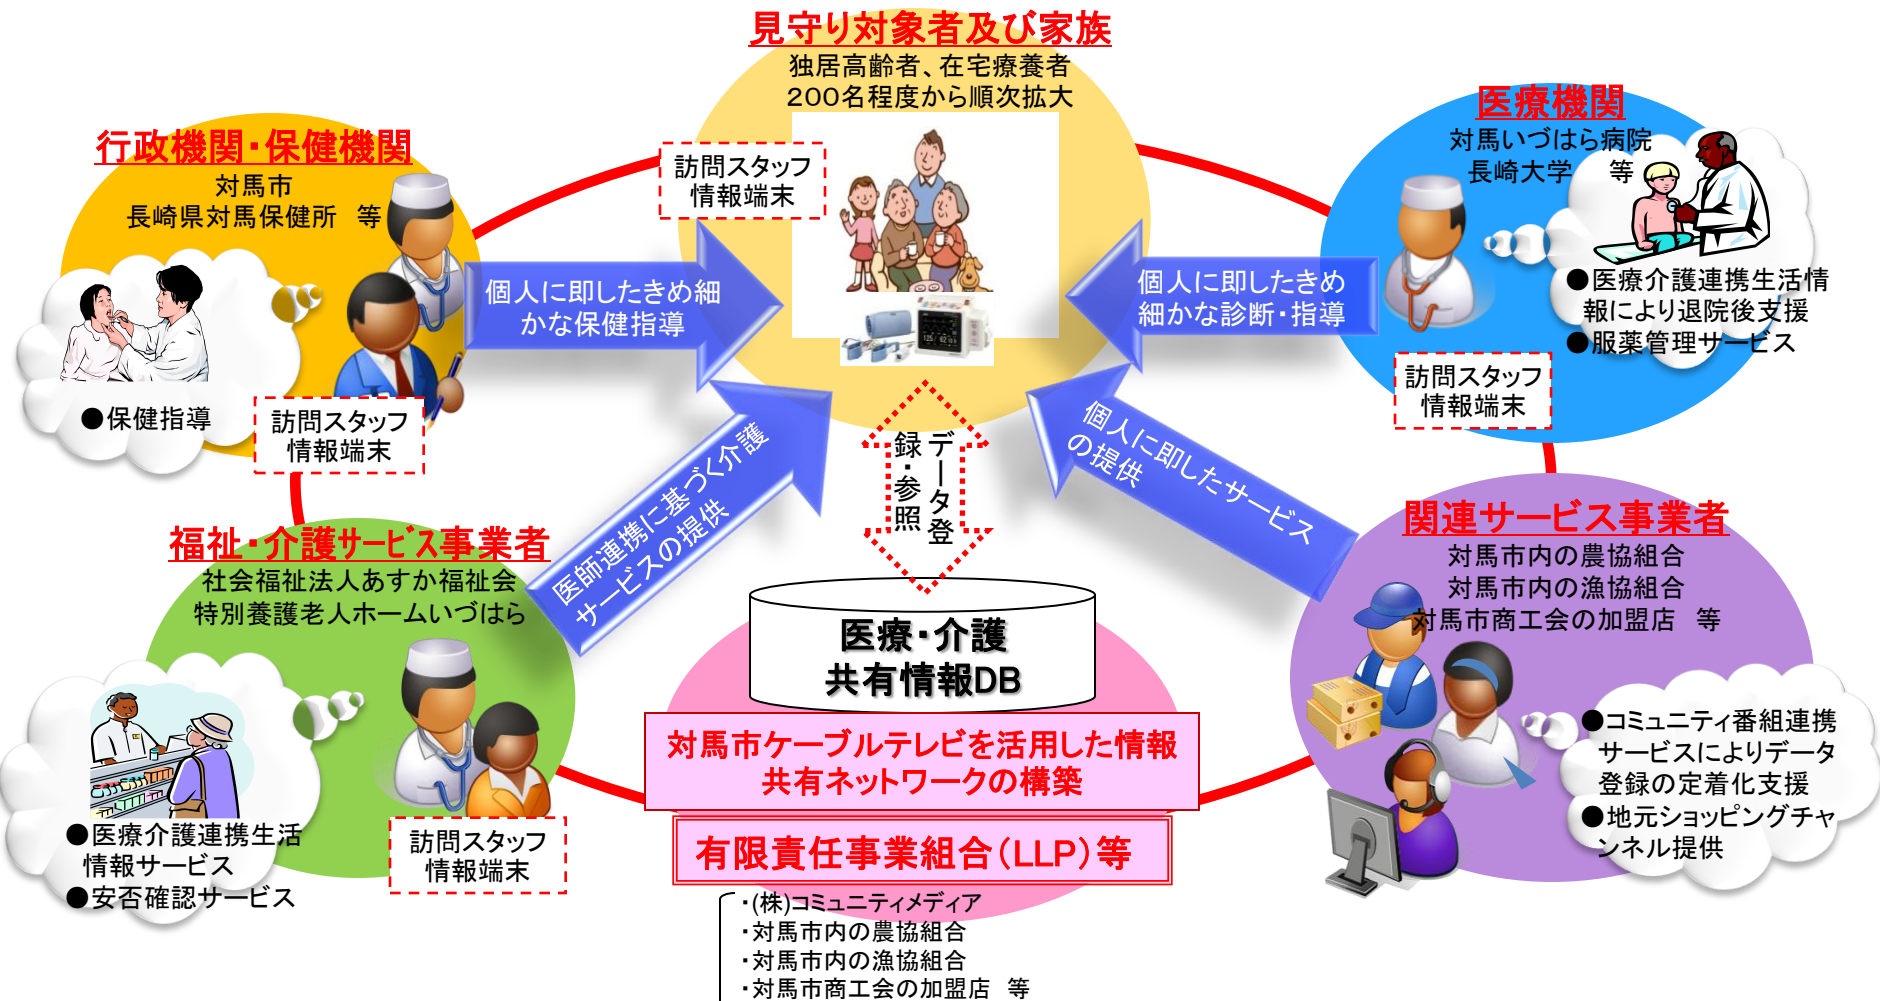 見守り対象者及び家族
独居高齢者、在宅療養者
200名程度から順次拡大
訪問スタッフ
情報端末
行政機関・保健機関
対馬市
長崎県対馬保健所　等
●保健指導
訪問スタッフ
情報端末
個人に即したきめ細
かな保健指導
医療機関
対馬いづはら病院
長崎大学　等
●医療介護連携生活情
報により退院後支援
●服薬管理サービス
訪問スタッフ
情報端末
個人に即したきめ
細かな診断・指導
福祉・介護サービス事業者
社会福祉法人あすか福祉会
特別養護老人ホームいづはら
●医療介護連携生活
情報サービス
●安否確認サービス
訪問スタッフ
情報端末
医師連携に基づく介護
サービスの提供
データ登
録・参照
個人に即したサービス
の提供
関連サービス事業者
対馬市内の農協組合
対馬市内の漁協組合
対馬市商工会の加盟店　等
●コミュニティ番組連携
サービスによりデータ
登録の定着化支援
●地元ショッピングチャ
ンネル提供
医療・介護
共有情報DB
対馬市ケーブルテレビを活用した情報
共有ネットワークの構築
有限責任事業組合（LLP）等
・(株)コミュニティメディア
・対馬市内の農協組合
・対馬市内の漁協組合
・対馬市商工会の加盟店　等